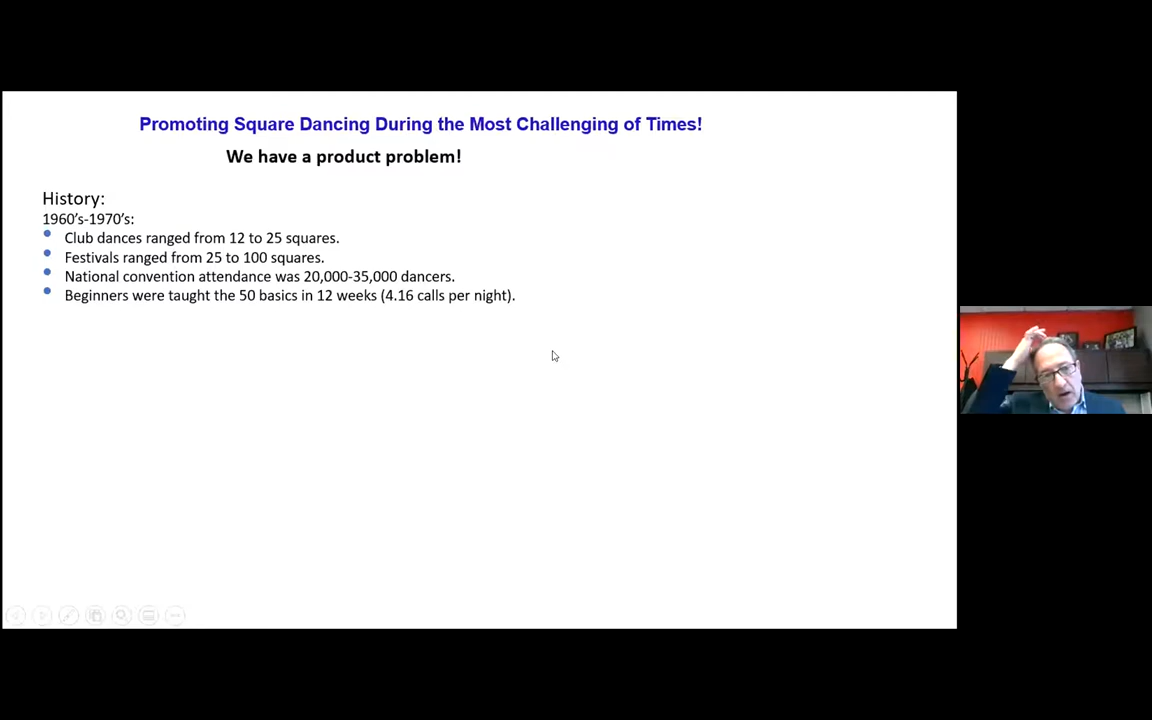 Promoting Square Dancing During the Most Challenging of Times!
We have a product problem!
History:
1960’s-1970’s:
Club dances ranged from 12 to 25 squares.
Festivals ranged from 25 to 100 squares.
National convention attendance was 20,000-35,000 dancers.
Beginners were taught the 50 basics in 12 weeks (4.16 calls per night).